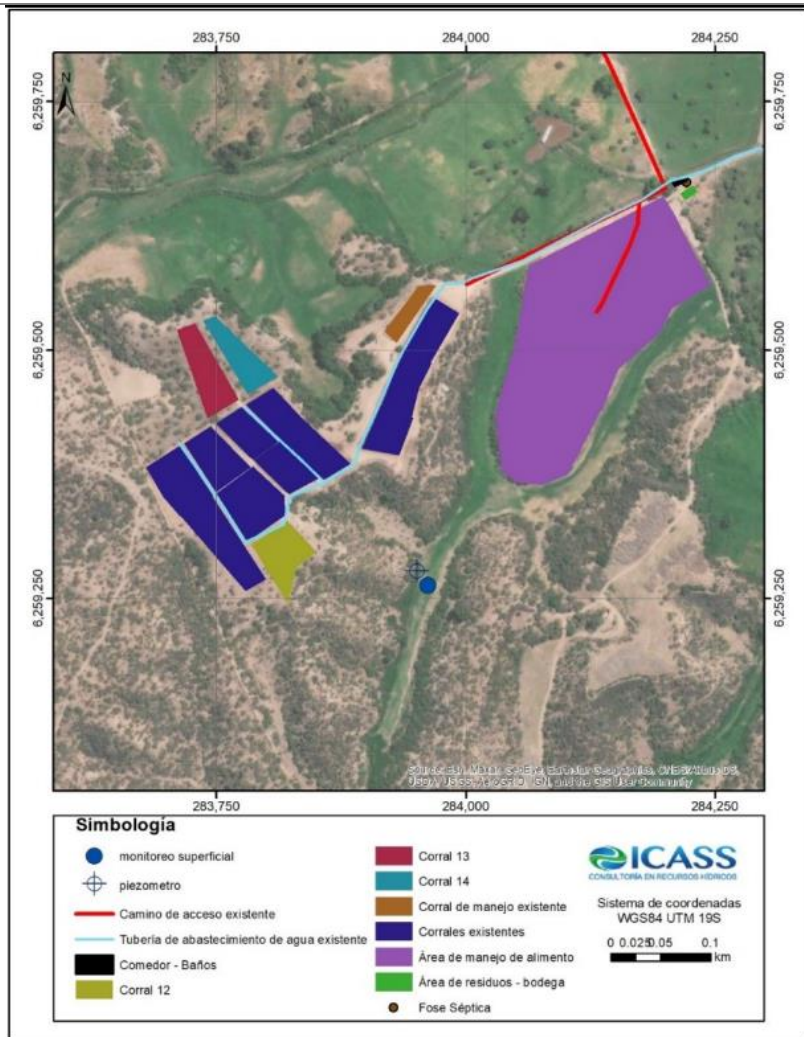 283,750 284,000 284,250
N
6,259,750 6,259,750
6,259,500 6,259,500
6,259,250 6,259,250
283,750 284,000 284,250
Simbología
monitoreo superficial
piezometro
Camino de acceso existente
Tubería de abastecimiento de agua existente
Comedor - Baños
Corral 12
Corral 13
Corral 14
Corral de manejo existente
Corrales existentes
Área de manejo de alimento
Área de residuos - bodega
Fose Séptica
ICASS
CONSULTORÍA EN RECURSOS HÍDRICOS
Sistema de coordenadas
WGS84 UTM 19S
0 0.025 0.05 0.1
km